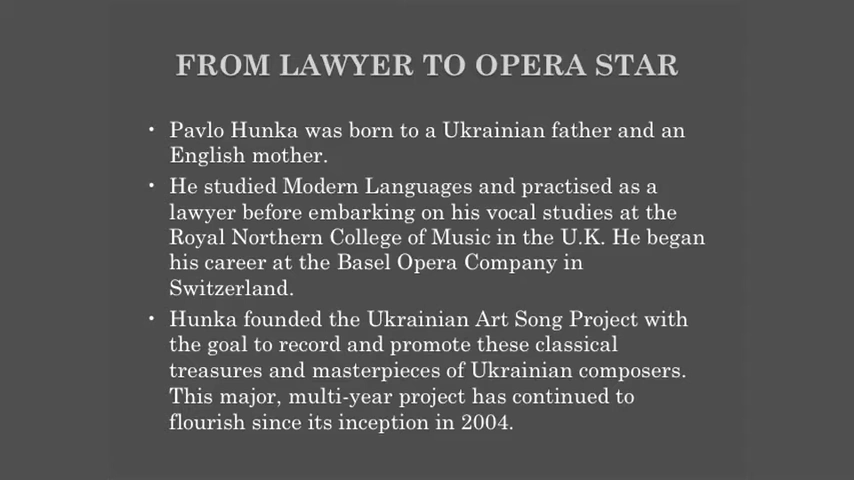 FROM LAWYER TO OPERA STAR
• Pavlo Hunka was born to a Ukrainian father and an
English mother.
• He studied Modern Languages and practised as a
lawyer before embarking on his vocal studies at the
Royal Northern College of Music in the U.K. He began
his career at the Basel Opera Company in
Switzerland.
• Hunka founded the Ukrainian Art Song Project with
the goal to record and promote these classical
treasures and masterpieces of Ukrainian composers.
This major, multi-year project has continued to
flourish since its inception in 2004.